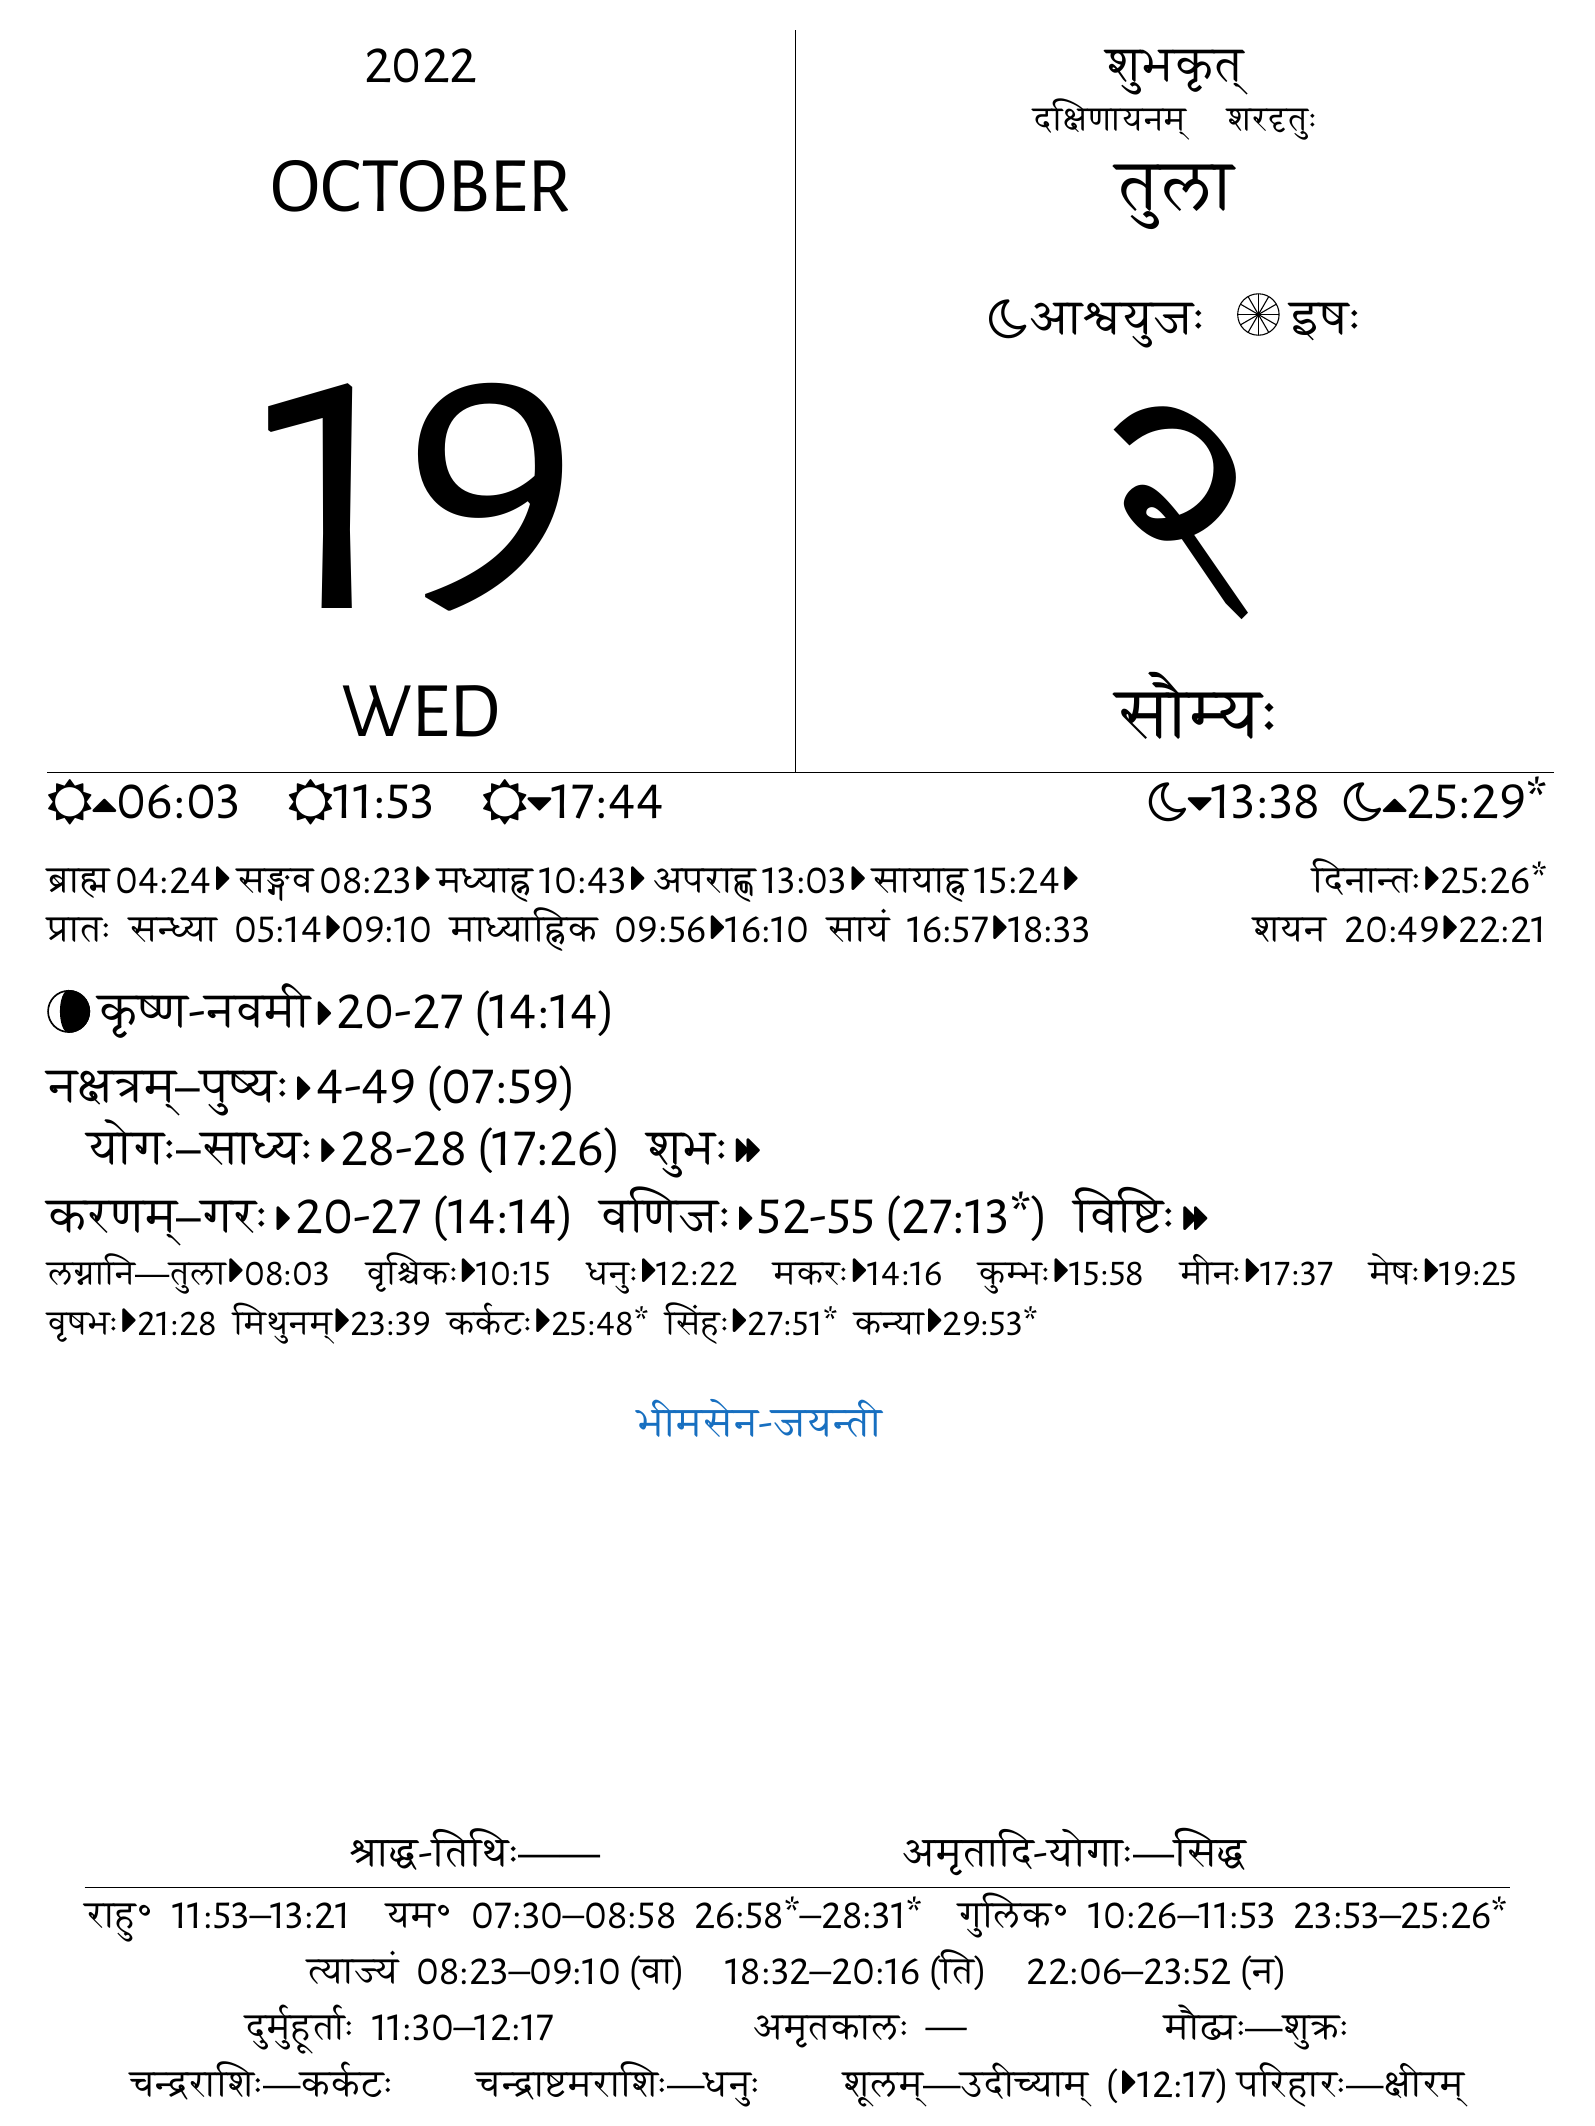 2022
OCTOBER
19
WED
शुभकृत्
दक्षिणायनम् शरदृतुः
तुला
आश्वयुजः इषः
२
सौम्यः
06:03 11:53 17:44 13:38 25:29*
ब्राह्म 04:24 सङ्गव 08:23 मध्याह्न 10:43 अपराह्ण 13:03 सायाह्न 15:24 दिनान्तः 25:26*
प्रातः सन्ध्या 05:14 09:10 माध्याह्निक 09:56 16:10 सायं 16:57 18:33 शयन 20:49 22:21
कृष्ण-नवमी 20-27 (14:14)
नक्षत्रम्–पुष्यः 4-49 (07:59)
योगः–साध्यः 28-28 (17:26) शुभः
करणम्–गरः 20-27 (14:14) वणिजः 52-55 (27:13*) विष्टिः
लग्नानि—तुला 08:03 वृश्चिकः 10:15 धनुः 12:22 मकरः 14:16 कुम्भः 15:58 मीनः 17:37 मेषः 19:25
वृषभः 21:28 मिथुनम् 23:39 कर्कटः 25:48* सिंहः 27:51* कन्या 29:53*
भीमसेन-जयन्ती
श्राद्ध-तिथिः—— अमृतादि-योगाः—सिद्ध
राहु॰ 11:53–13:21 यम॰ 07:30–08:58 26:58*–28:31* गुलिक॰ 10:26–11:53 23:53–25:26*
त्याज्यं 08:23–09:10 (वा) 18:32–20:16 (ति) 22:06–23:52 (न)
दुर्मुहूर्ताः 11:30–12:17 अमृतकालः — मौढ्यः—शुक्रः
चन्द्रराशिः—कर्कटः चन्द्राष्टमराशिः—धनुः शूलम्—उदीच्याम् (12:17) परिहारः—क्षीरम्